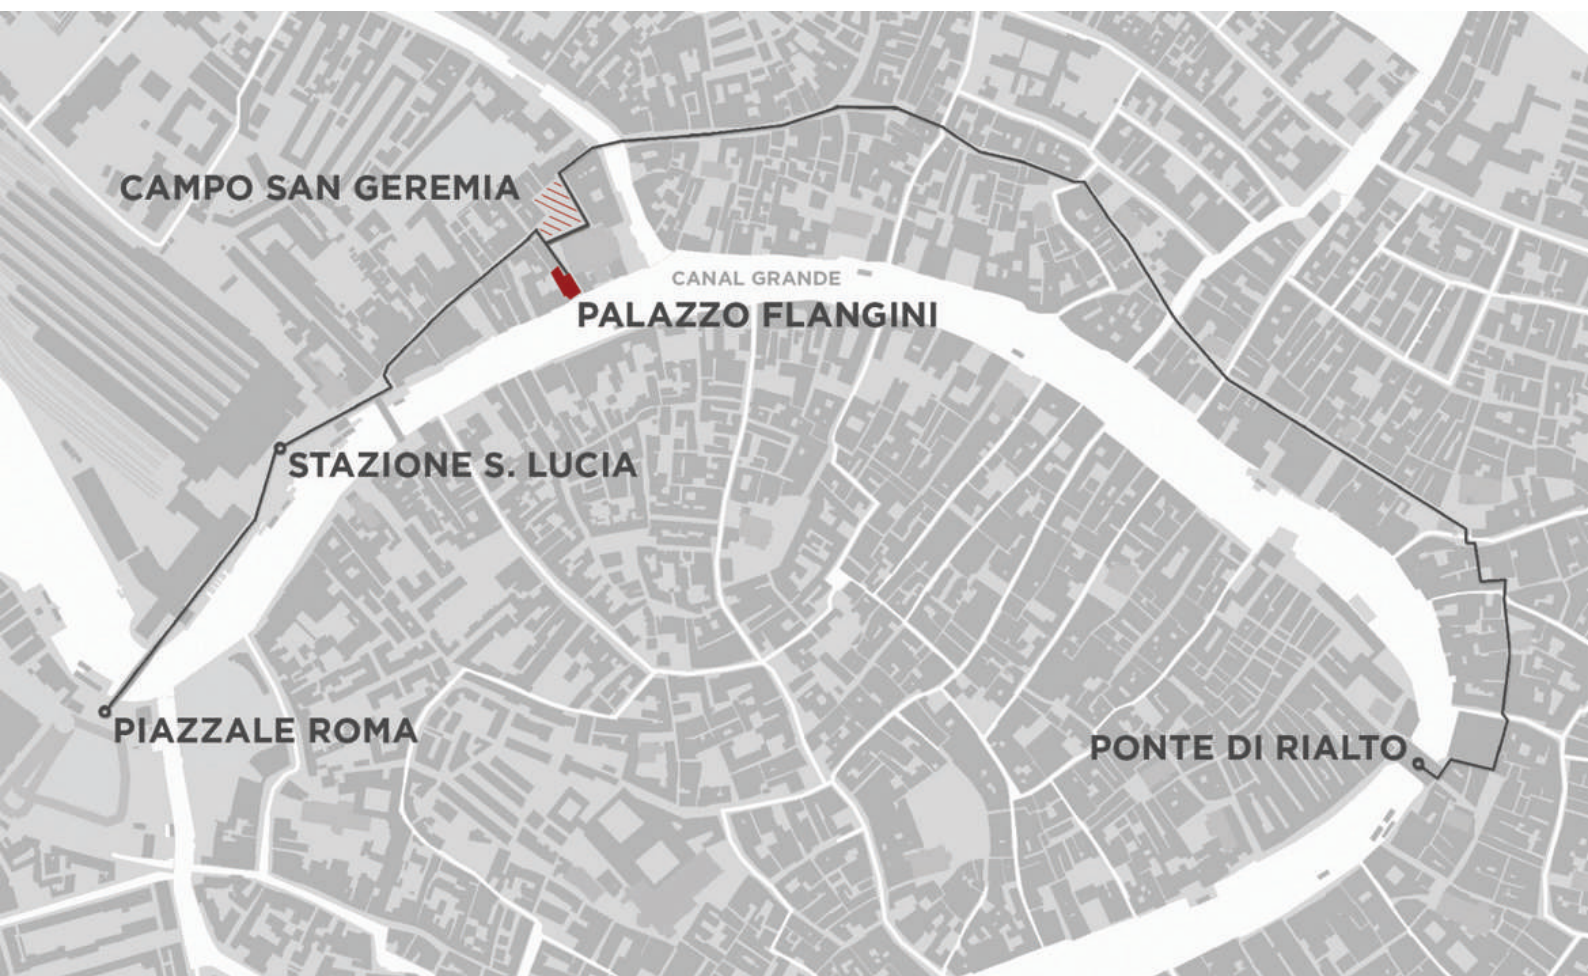 CAMPO SAN GEREMIA
CANAL GRANDE
PALAZZO FLANGINI
STAZIONE S. LUCIA
PIAZZALE ROMA
PONTE DI RIALTO